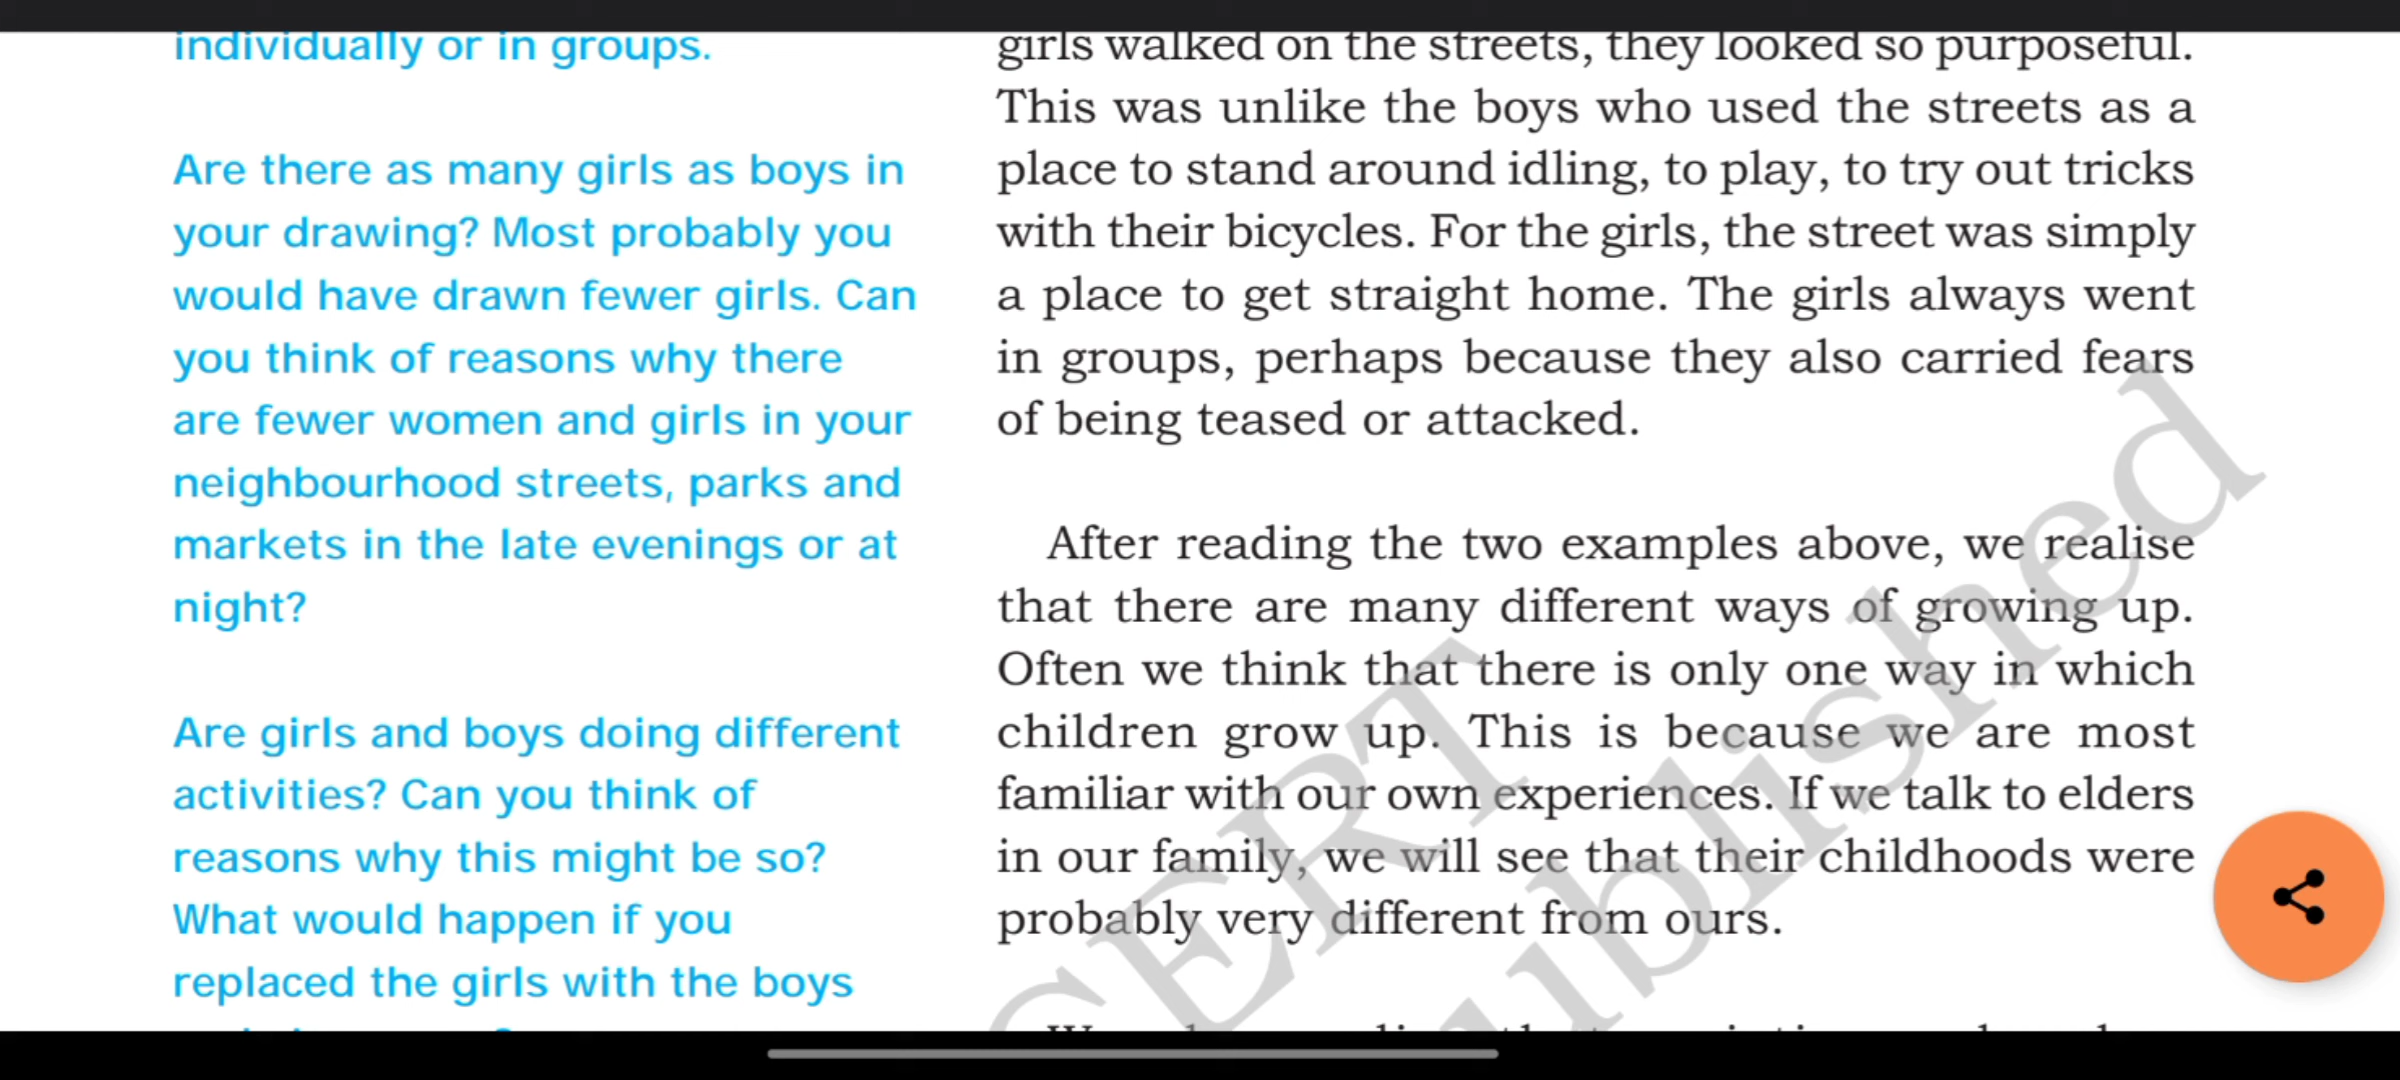 individually or in groups.
Are there as many girls as boys in
your drawing? Most probably you
would have drawn fewer girls. Can
you think of reasons why there
are fewer women and girls in your
neighbourhood streets, parks and
markets in the late evenings or at
night?
Are girls and boys doing different
activities? Can you think of
reasons why this might be so?
What would happen if you
replaced the girls with the boys
girls walked on the streets, they looked so purposeful.
This was unlike the boys who used the streets as a
place to stand around idling, to play, to try out tricks
with their bicycles. For the girls, the street was simply
a place to get straight home. The girls always went
in groups, perhaps because they also carried fears
of being teased or attacked.
After reading the two examples above, we realise
that there are many different ways of growing up.
Often we think that there is only one way in which
children grow up. This is because we are most
familiar with our own experiences. If we talk to elders
in our family, we will see that their childhoods were
probably very different from ours.